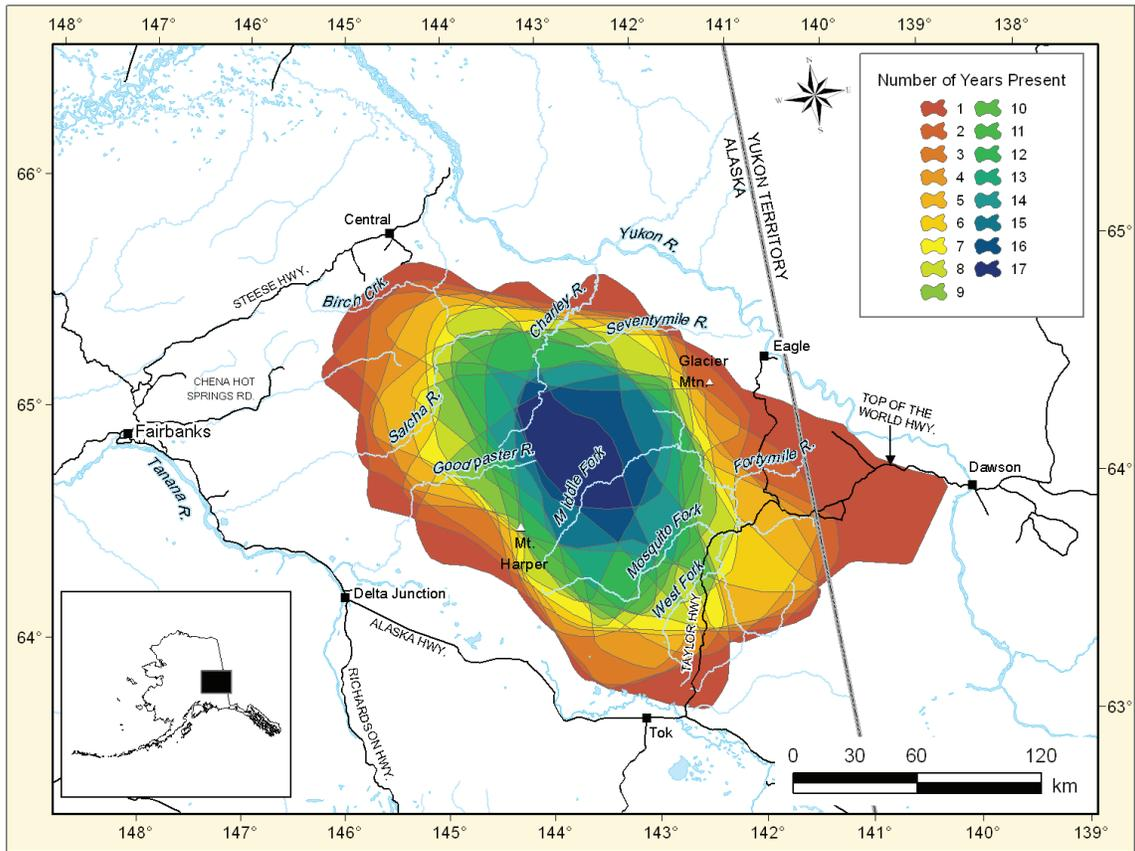 148° 147° 146° 145° 144° 143° 142° 141° 140° 139° 138°
Number of Years Present
1 10
2 11
3 12
4 13
5 14
6 15
7 16
8 17
9
N
W E
S
66°
65°
64°
65°
64°
63°
YUKON TERRITORY
ALASKA
Central
Yukon R.
STEESE HWY.
Birch Crk.
Charley R.
Seventymile R.
Eagle
Glacier
Mtn.
CHENA HOT
SPRINGS RD.
TOP OF THE
WORLD HWY.
Salcha R.
Fairbanks
Goodpaster R.
Fortymile R.
Dawson
Tanana R.
Middle Fork
Mosquito Fork
Mt.
Harper
West Fork
Delta Junction
ALASKA HWY.
TAYLOR HWY.
RICHARDSON HWY.
Tok
0 30 60 120
km
148° 147° 146° 145° 144° 143° 142° 141° 140° 139°